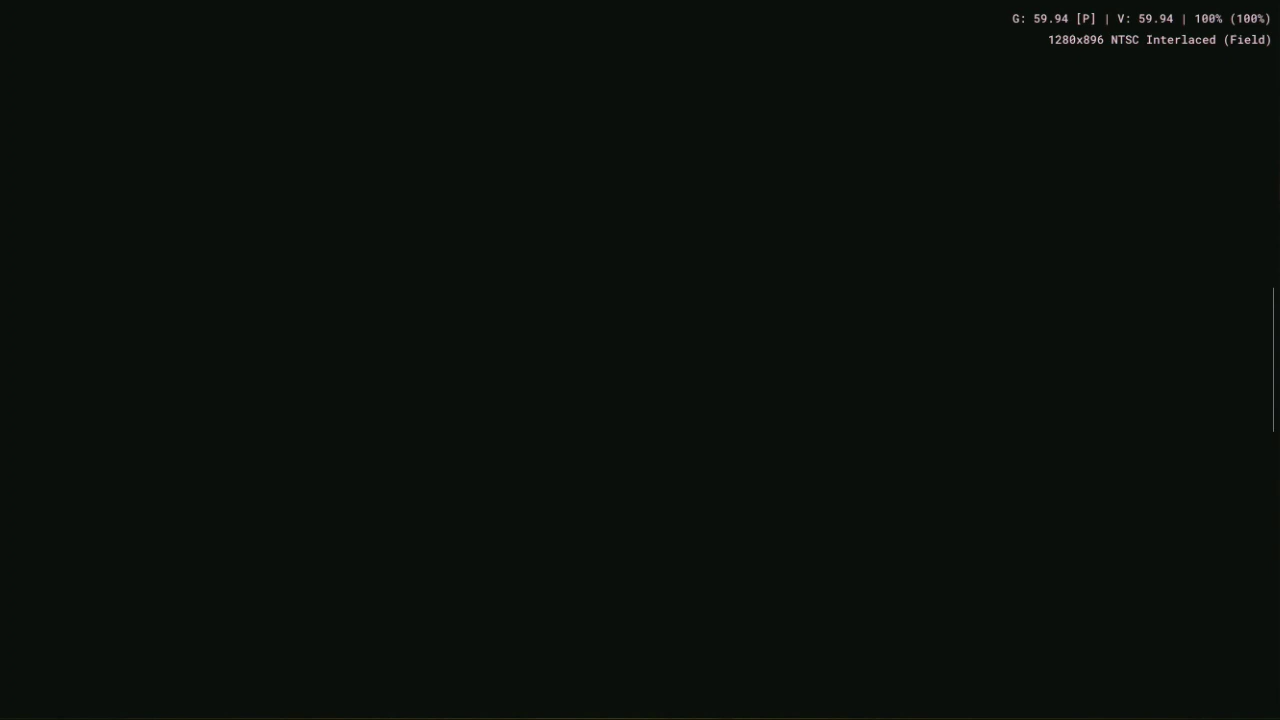 G: 59.94 [P] | V: 59.94 | 100% (100%)
1280x896 NTSC Interlaced (Field)